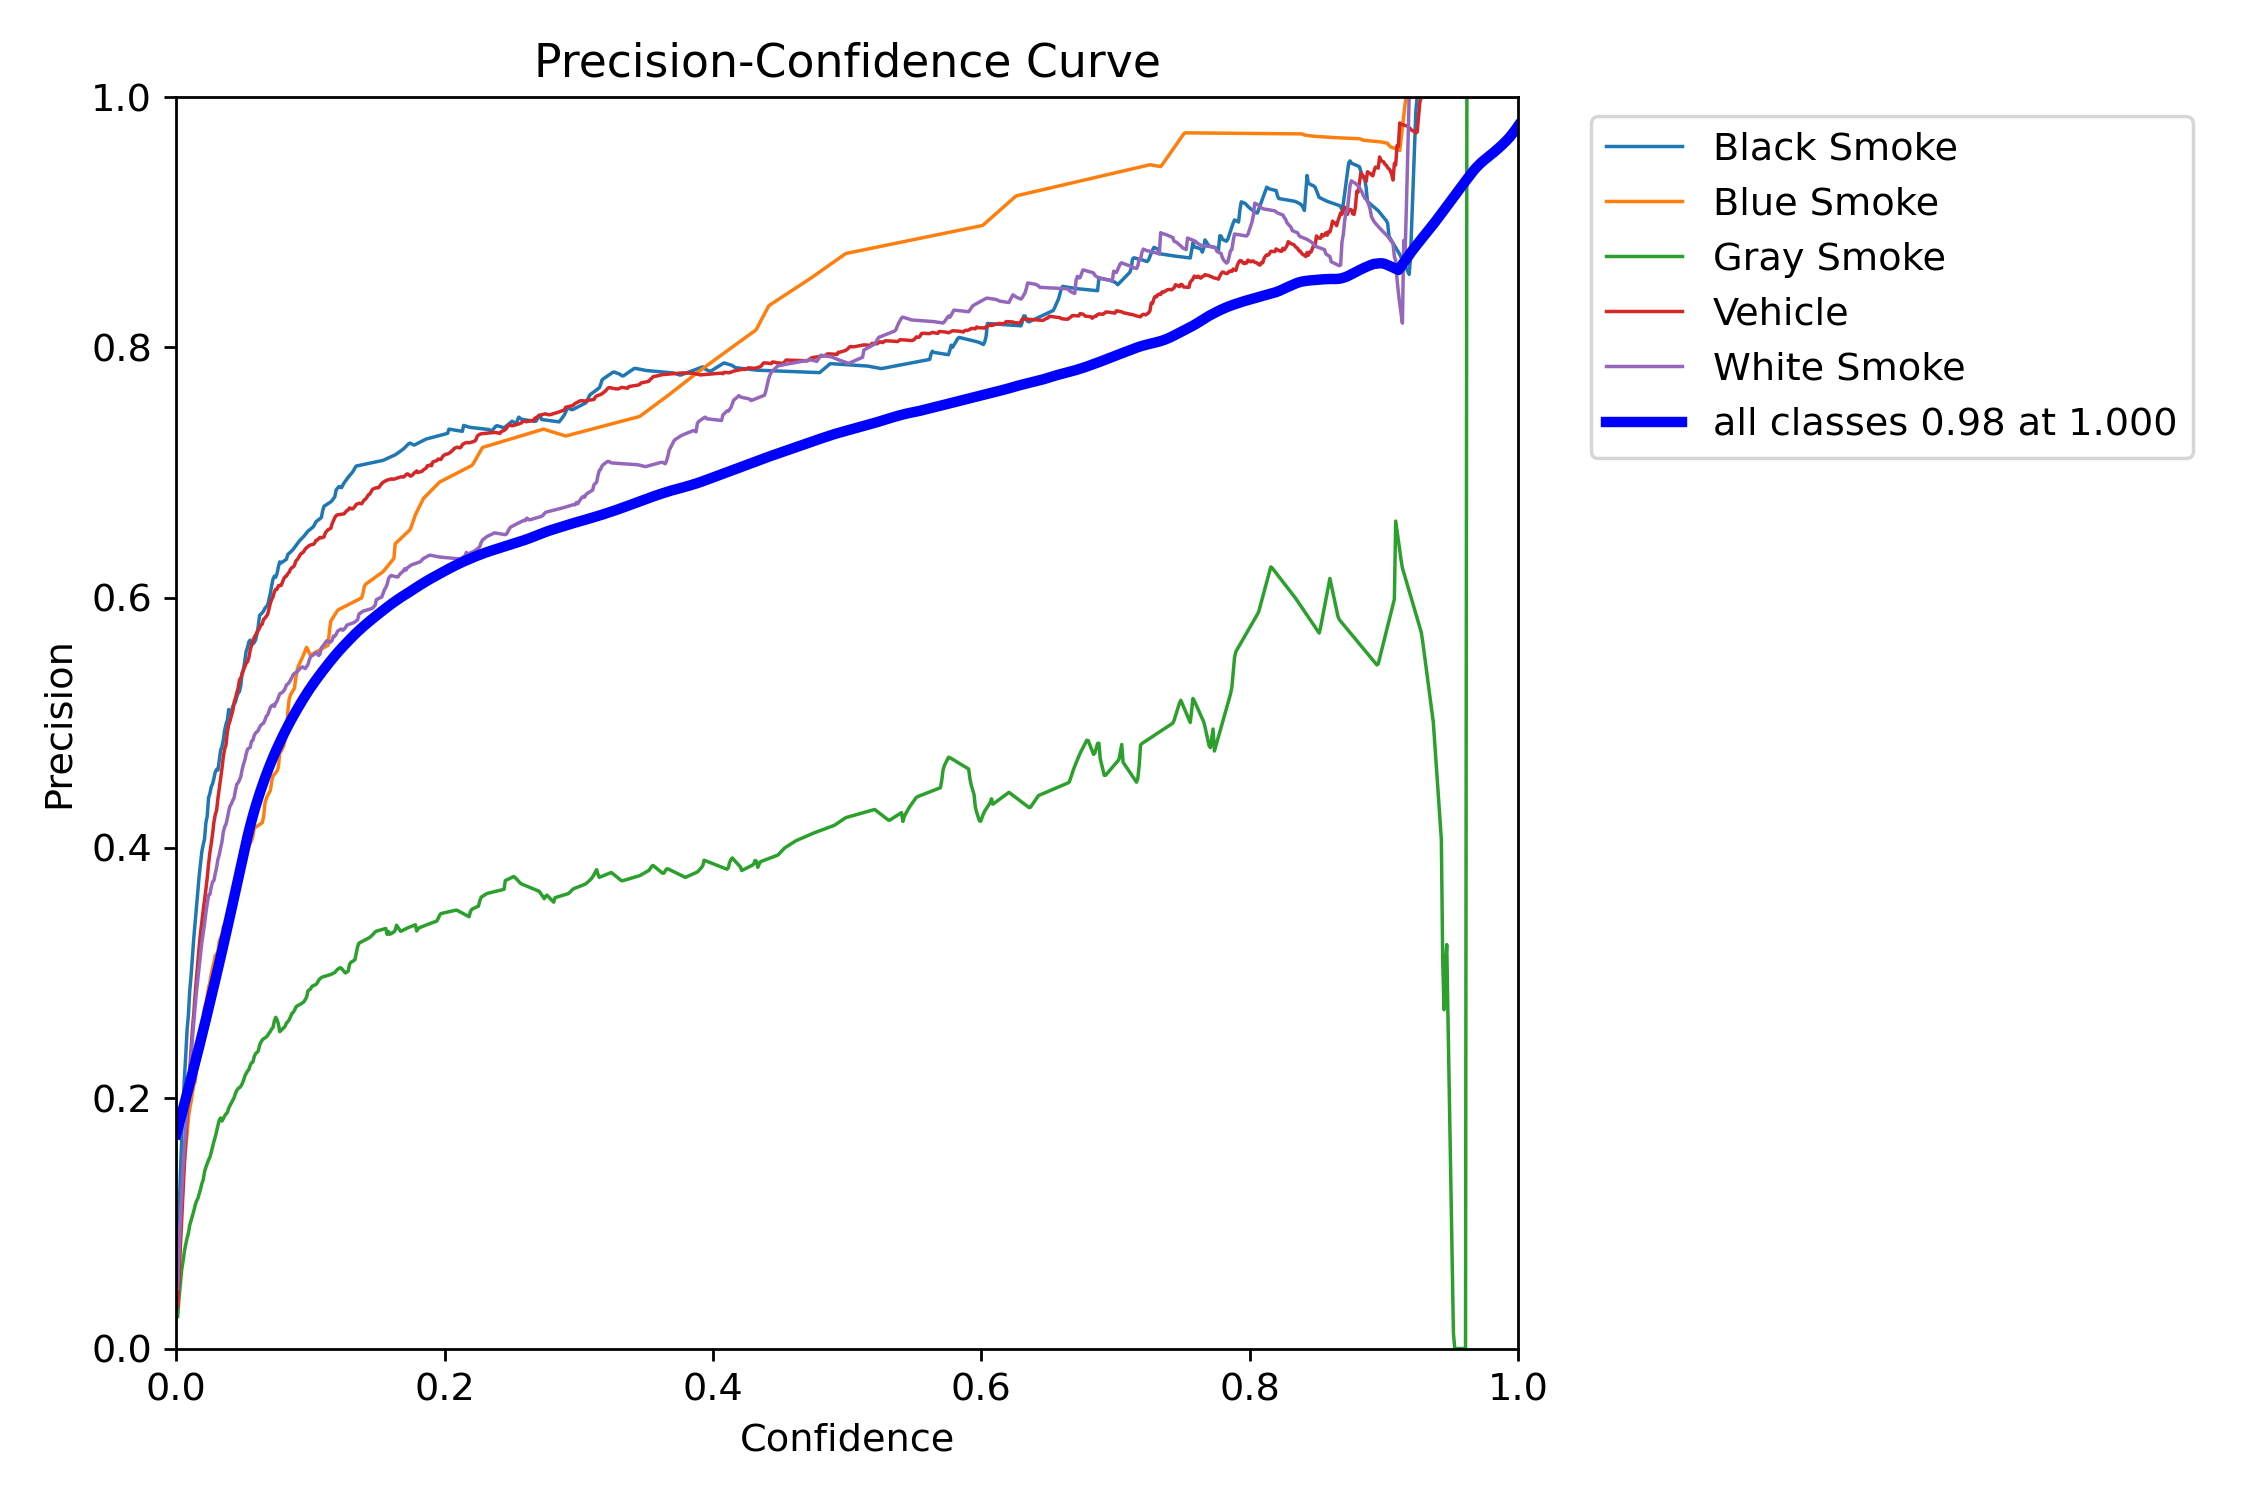 Precision-Confidence Curve
1.0
0.8
0.6
0.4
0.2
0.0
Precision
0.0 0.2 0.4 0.6 0.8 1.0
Confidence
Black Smoke
Blue Smoke
Gray Smoke
Vehicle
White Smoke
all classes 0.98 at 1.000